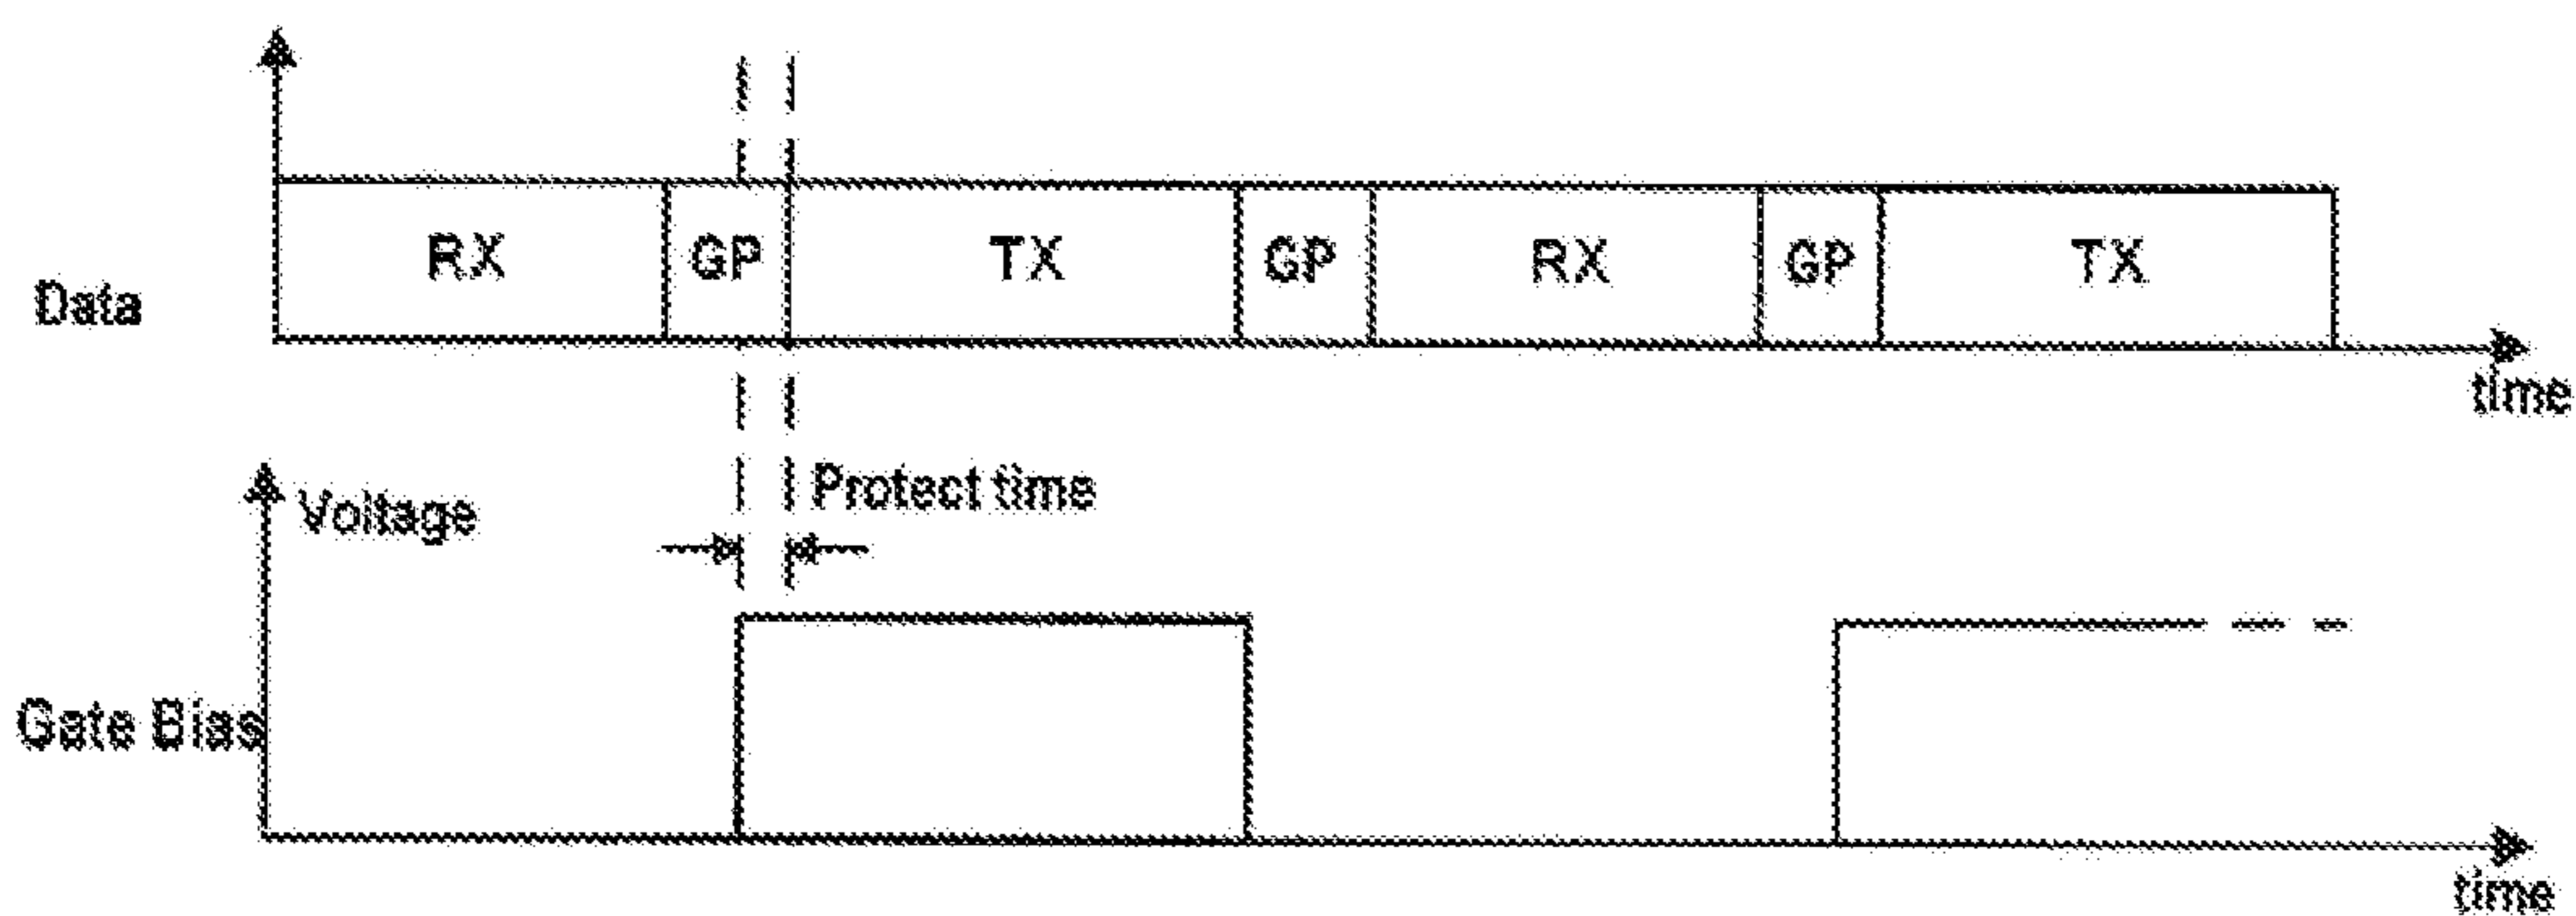 RX GP TX GP RX GP TX
Data
time
Protect time
Voltage
Gate Bias
time